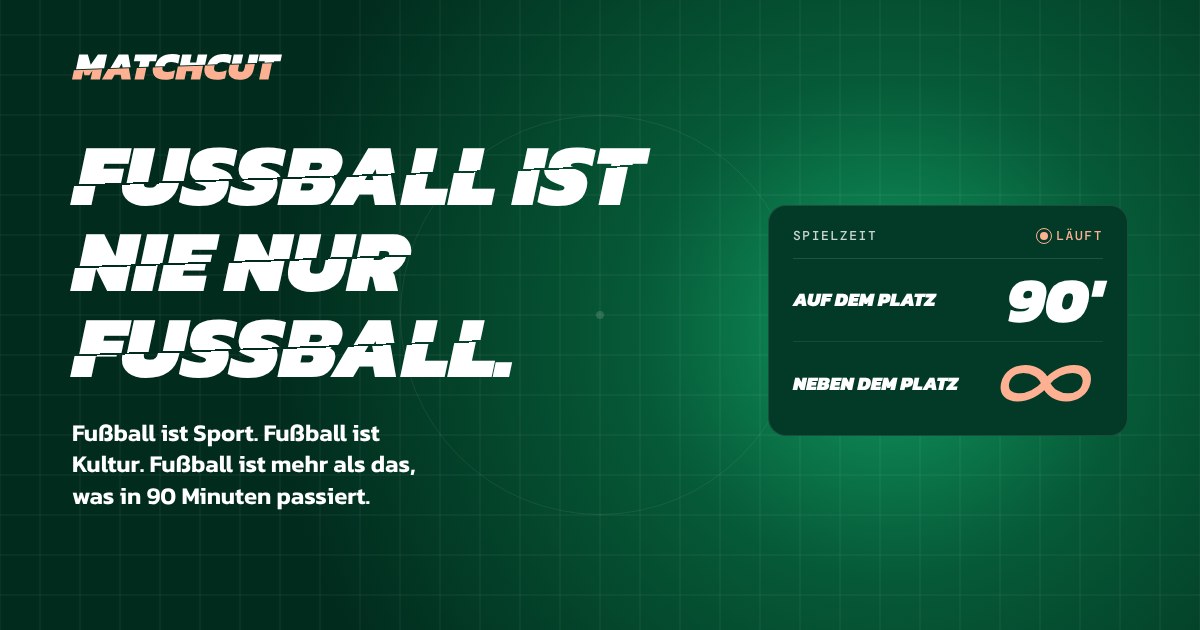 MATCHCUT
FUSSBALL IST
NIE NUR
FUSSBALL.
Fußball ist Sport. Fußball ist
Kultur. Fußball ist mehr als das,
was in 90 Minuten passiert.
SPIELZEIT
LÄUFT
AUF DEM PLATZ
90'
NEBEN DEM PLATZ
∞